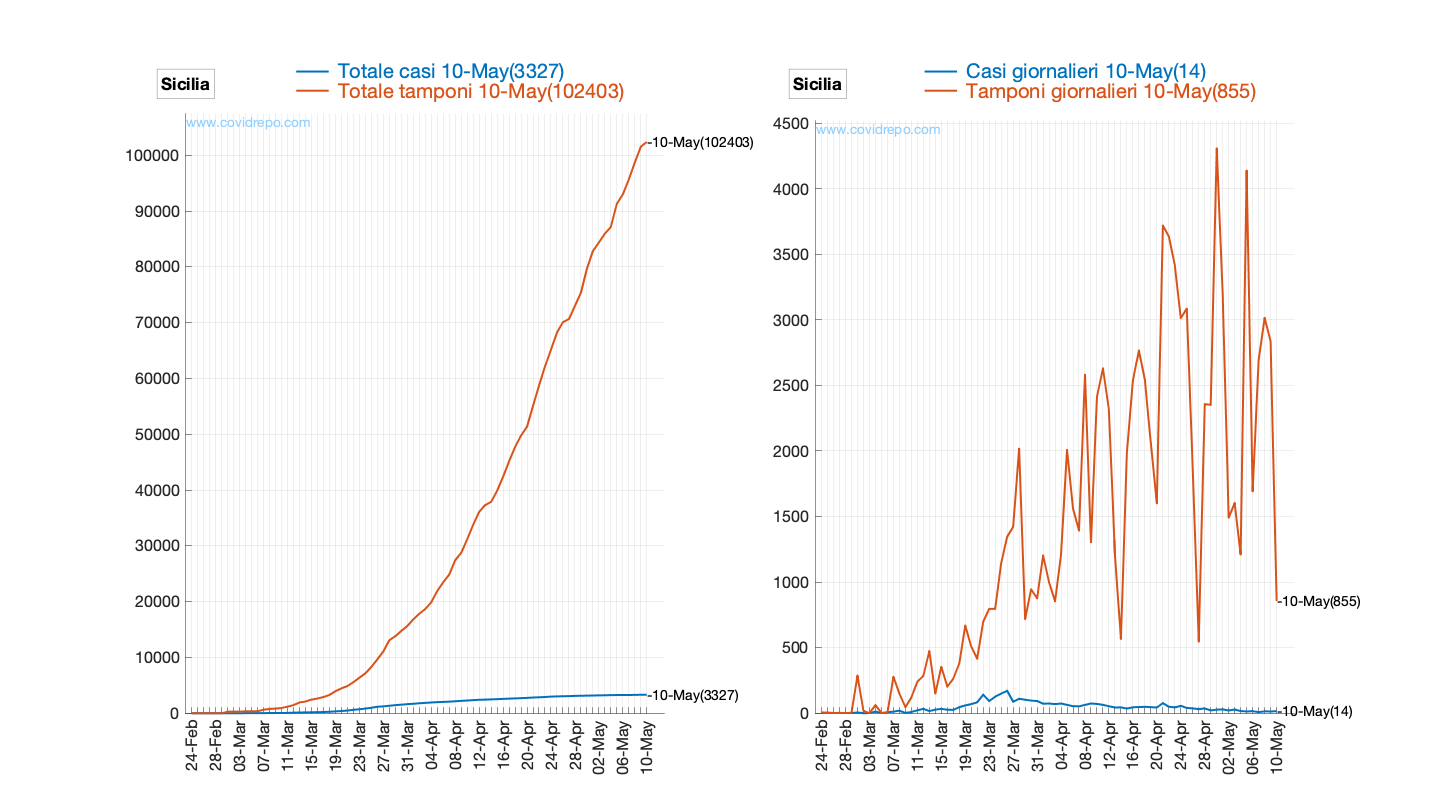 Sicilia
Totale casi 10-May(3327)
Totale tamponi 10-May(102403)
www.covidrepo.com
100000
90000
80000
70000
60000
50000
40000
30000
20000
10000
0
-10-May(102403)
-10-May(3327)
24-Feb
28-Feb
03-Mar
07-Mar
11-Mar
15-Mar
19-Mar
23-Mar
27-Mar
31-Mar
04-Apr
08-Apr
12-Apr
16-Apr
20-Apr
24-Apr
28-Apr
02-May
06-May
10-May
Sicilia
Casi giornalieri 10-May(14)
Tamponi giornalieri 10-May(855)
www.covidrepo.com
4500
4000
3500
3000
2500
2000
1500
1000
500
0
-10-May(855)
-10-May(14)
24-Feb
28-Feb
03-Mar
07-Mar
11-Mar
15-Mar
19-Mar
23-Mar
27-Mar
31-Mar
04-Apr
08-Apr
12-Apr
16-Apr
20-Apr
24-Apr
28-Apr
02-May
06-May
10-May